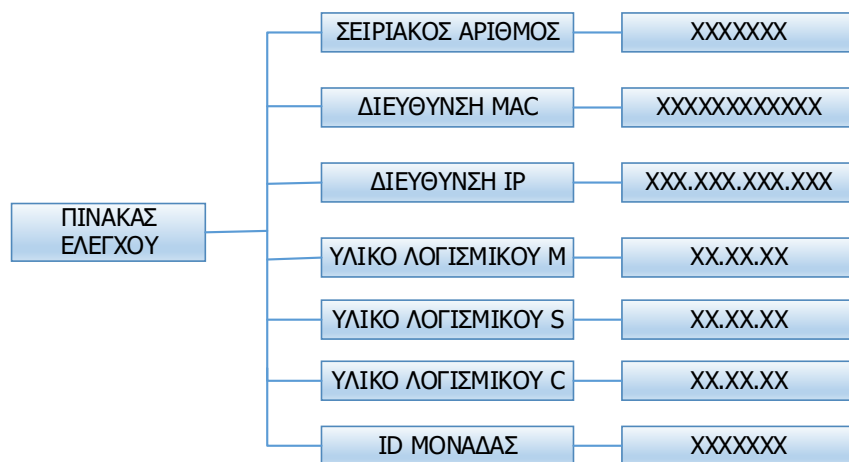 ΣΕΙΡΙΑΚΟΣ ΑΡΙΘΜΟΣ
XXXXXXX
ΔΙΕΥΘΥΝΣΗ MAC
XXXXXXXXXXXX
ΔΙΕΥΘΥΝΣΗ IP
XXX.XXX.XXX.XXX
ΠΙΝΑΚΑΣ
ΕΛΕΓΧΟΥ
ΥΛΙΚΟ ΛΟΓΙΣΜΙΚΟΥ M
XX.XX.XX
ΥΛΙΚΟ ΛΟΓΙΣΜΙΚΟΥ S
XX.XX.XX
ΥΛΙΚΟ ΛΟΓΙΣΜΙΚΟΥ C
XX.XX.XX
ID ΜΟΝΑΔΑΣ
XXXXXXX